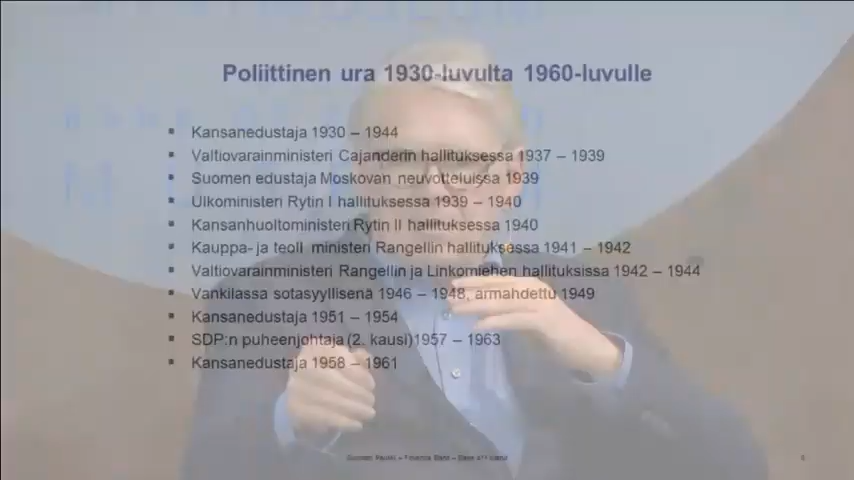 Poliittinen ura 1930-luvulta 1960-luvulle
Kansanedustaja 1930 – 1944
Valtiovarainministeri Cajanderin hallituksessa 1937 – 1939
Suomen edustaja Moskovan neuvotteluissa 1939
Ulkoministeri Rytin I hallituksessa 1939 – 1940
Kansanhuoltoministeri Rytin II hallituksessa 1940
Kauppa- ja teoll ministeri Rangellin hallituksessa 1941 – 1942
Valtiovarainministeri Rangellin ja Linkomiehen hallituksissa 1942 – 1944
Vankilassa sotasyyllisenä 1946 – 1948, armahdettu 1949
Kansanedustaja 1951 – 1954
SDP:n puheenjohtaja (2. kausi)1957 – 1963
Kansanedustaja 1958 – 1961